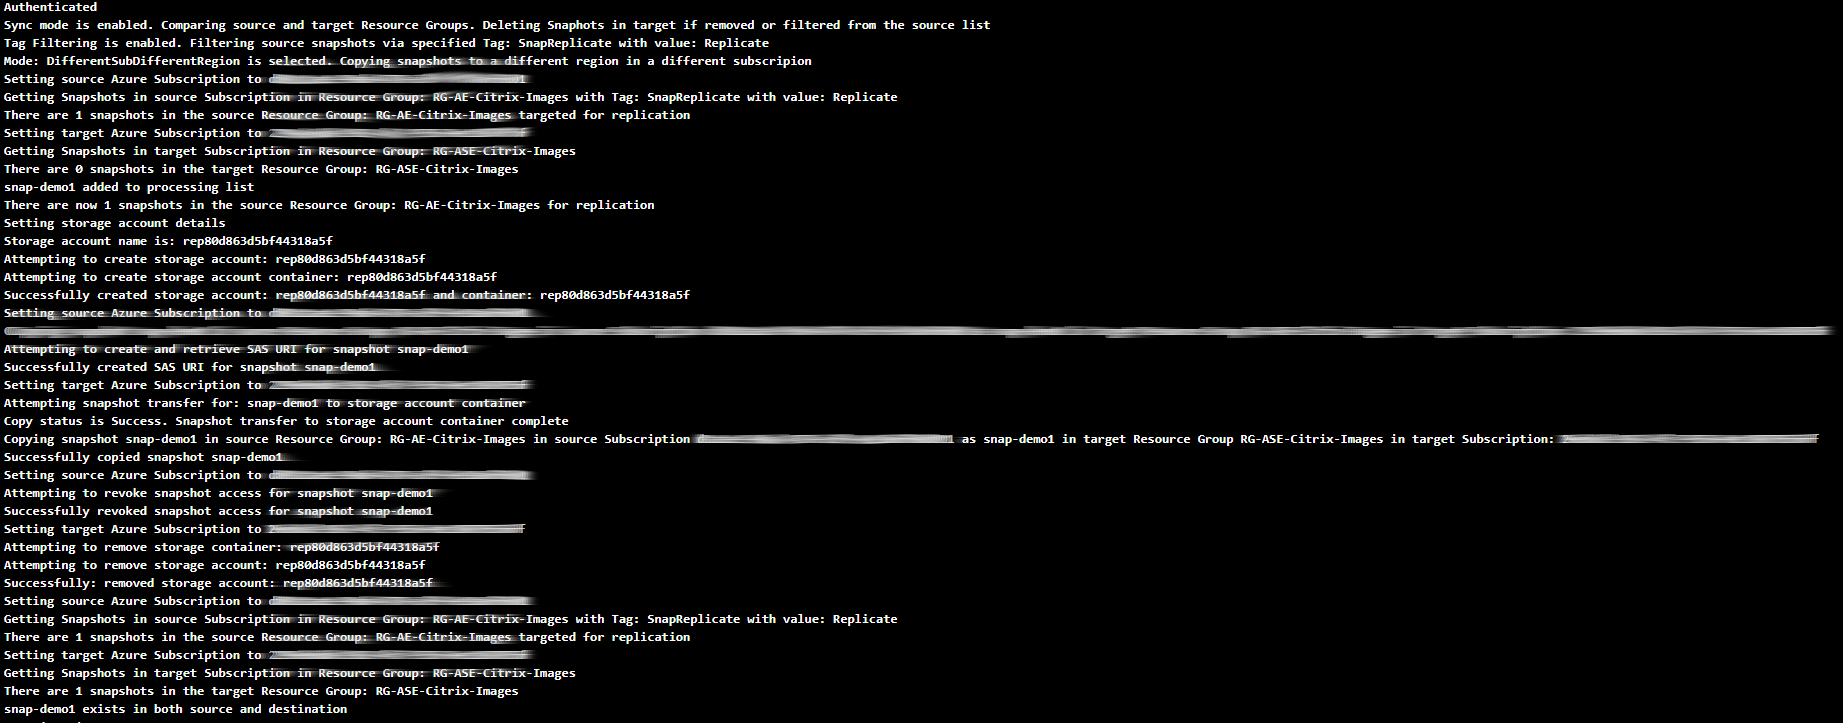 Authenticated
Sync mode is enabled. Comparing source and target Resource Groups. Deleting Snaphots in target if removed or filtered from the source list
Tag Filtering is enabled. Filtering source snapshots via specified Tag: SnapReplicate with value: Replicate
Mode: DifferentSubDifferentRegion is selected. Copying snapshots to a different region in a different subscripion
Setting source Azure Subscription to
Getting Snapshots in source Subscription in Resource Group: RG-AE-Citrix-Images with Tag: SnapReplicate with value: Replicate
There are 1 snapshots in the source Resource Group: RG-AE-Citrix-Images targeted for replication
Setting target Azure Subscription to
Getting Snapshots in target Subscription in Resource Group: RG-ASE-Citrix-Images
There are 0 snapshots in the target Resource Group: RG-ASE-Citrix-Images
snap-demo1 added to processing list
There are now 1 snapshots in the source Resource Group: RG-AE-Citrix-Images for replication
Setting storage account details
Storage account name is: rep80d863d5bf44318a5f
Attempting to create storage account: rep80d863d5bf44318a5f
Attempting to create storage account container: rep80d863d5bf44318a5f
Successfully created storage account: rep80d863d5bf44318a5f and container: rep80d863d5bf44318a5f
Setting source Azure Subscription to
Attempting to create and retrieve SAS URI for snapshot snap-demo1
Successfully created SAS URI for snapshot snap-demo1
Setting target Azure Subscription to
Attempting snapshot transfer for: snap-demo1 to storage account container
Copy status is Success. Snapshot transfer to storage account container complete
Copying snapshot snap-demo1 in source Resource Group: RG-AE-Citrix-Images in source Subscription as snap-demo1 in target Resource Group RG-ASE-Citrix-Images in target Subscription:
Successfully copied snapshot snap-demo1
Setting source Azure Subscription to
Attempting to revoke snapshot access for snapshot snap-demo1
Successfully revoked snapshot access for snapshot snap-demo1
Setting target Azure Subscription to
Attempting to remove storage container: rep80d863d5bf44318a5f
Attempting to remove storage account: rep80d863d5bf44318a5f
Successfully: removed storage account: rep80d863d5bf44318a5f
Setting source Azure Subscription to
Getting Snapshots in source Subscription in Resource Group: RG-AE-Citrix-Images with Tag: SnapReplicate with value: Replicate
There are 1 snapshots in the source Resource Group: RG-AE-Citrix-Images targeted for replication
Setting target Azure Subscription to
Getting Snapshots in target Subscription in Resource Group: RG-ASE-Citrix-Images
There are 1 snapshots in the target Resource Group: RG-ASE-Citrix-Images
snap-demo1 exists in both source and destination